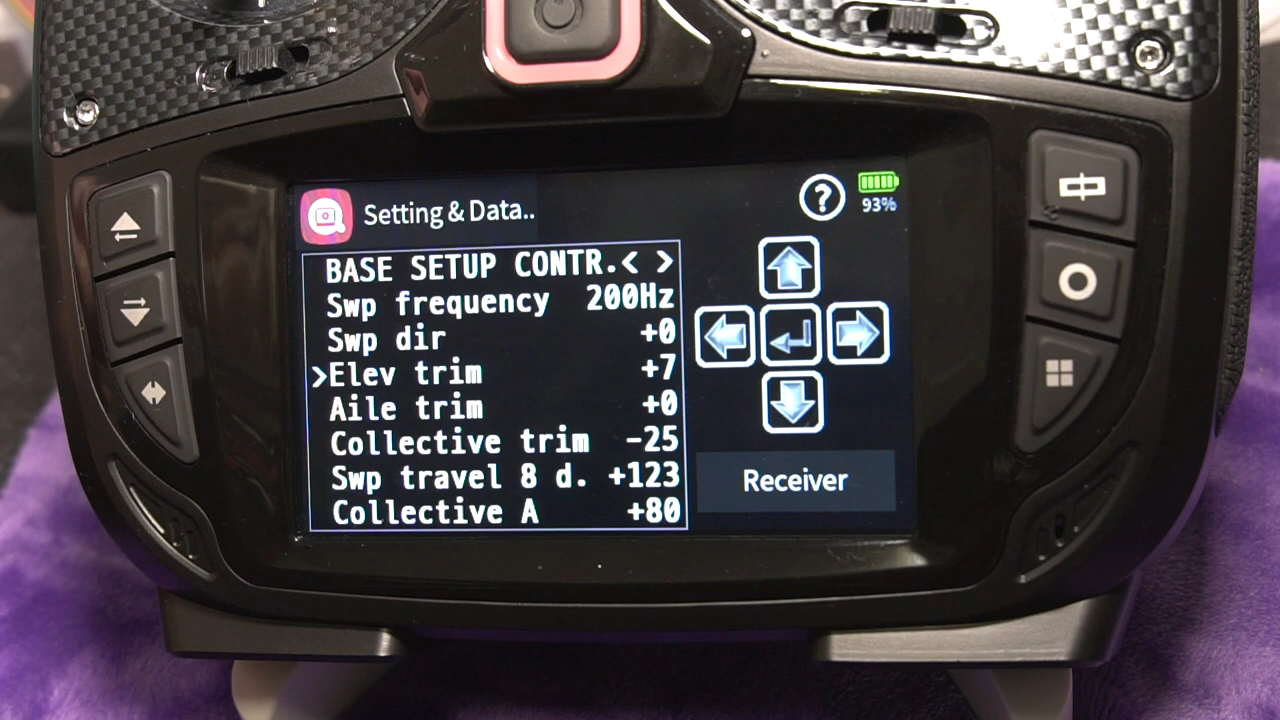 Setting & Data..
?
93%
BASE SETUP CONTR.< >
Swp frequency 200Hz
Swp dir +0
>Elev trim +7
Aile trim +0
Collective trim -25
Swp travel 8 d. +123
Collective A +80
Receiver